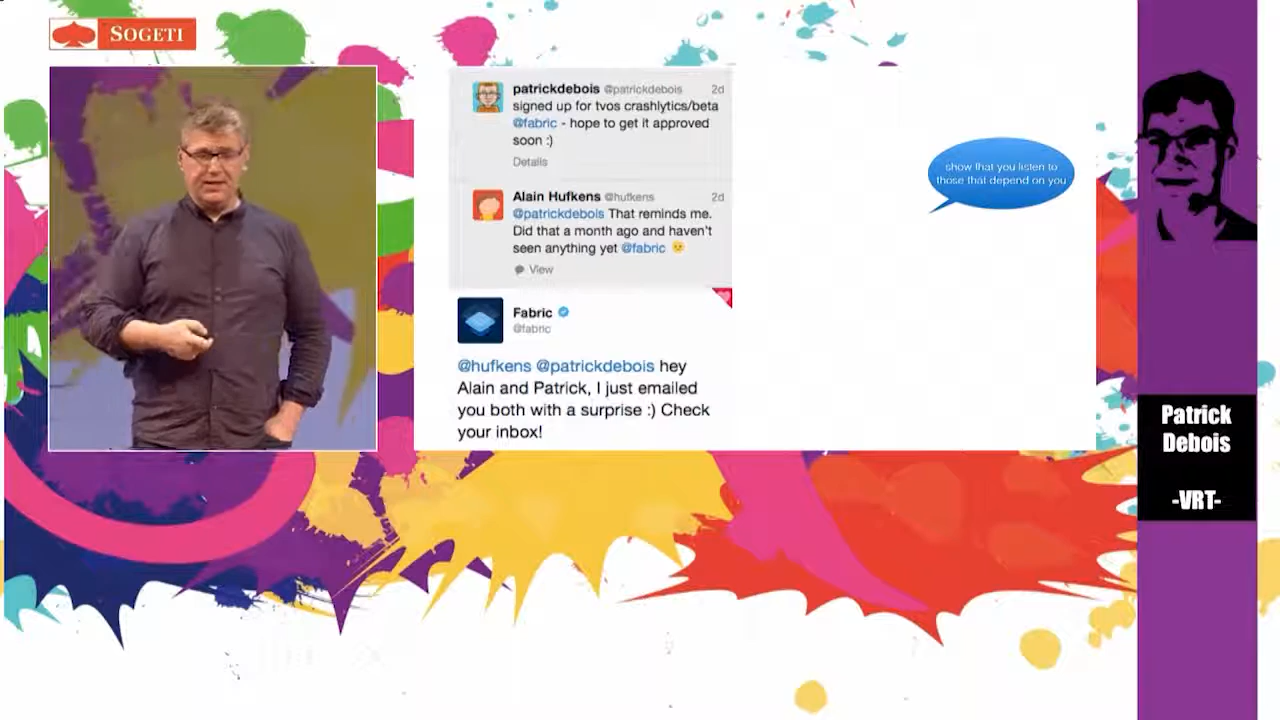 SOGETI
patrickdebois @patrickdebois 2d
signed up for tvos crashlytics/beta
@fabric - hope to get it approved
soon :)
Details
Alain Hufkens @hufkens 2d
@patrickdebois That reminds me.
Did that a month ago and haven't
seen anything yet @fabric 😕
View
Fabric
@fabric
@hufkens @patrickdebois hey
Alain and Patrick, I just emailed
you both with a surprise :) Check
your inbox!
show that you listen to
those that depend on you
Patrick
Debois
-VRT-